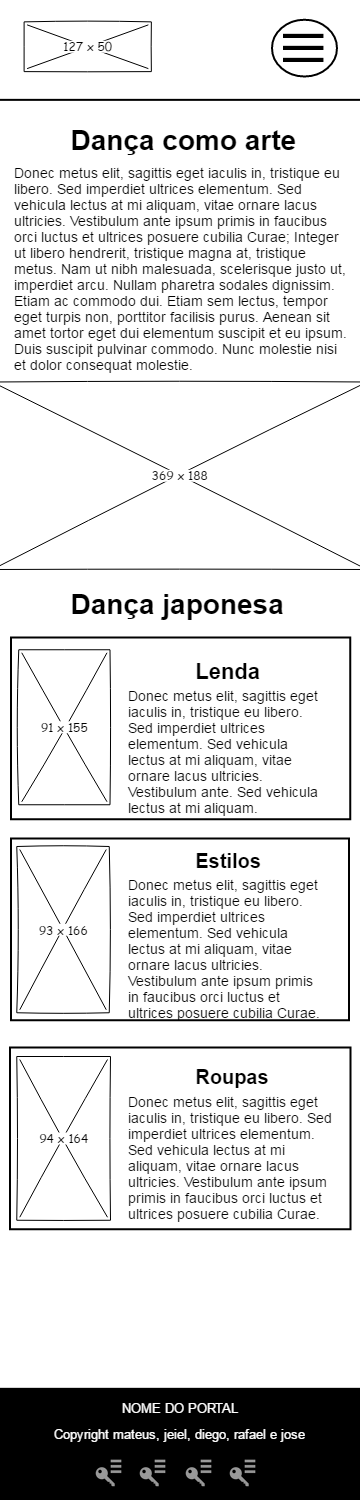 127 x 50
Dança como arte
Donec metus elit, sagittis eget iaculis in, tristique eu
libero. Sed imperdiet ultrices elementum. Sed
vehicula lectus at mi aliquam, vitae ornare lacus
ultricies. Vestibulum ante ipsum primis in faucibus
orci luctus et ultrices posuere cubilia Curae; Integer
ut libero hendrerit, tristique magna at, tristique
metus. Nam ut nibh malesuada, scelerisque justo ut,
imperdiet arcu. Nullam pharetra sodales dignissim.
Etiam ac commodo dui. Etiam sem lectus, tempor
eget turpis non, porttitor facilisis purus. Aenean sit
amet tortor eget dui elementum suscipit et eu ipsum.
Duis suscipit pulvinar commodo. Nunc molestie nisi
et dolor consequat molestie.
369 x 188
Dança japonesa
91 x 155
Lenda
Donec metus elit, sagittis eget
iaculis in, tristique eu libero.
Sed imperdiet ultrices
elementum. Sed vehicula
lectus at mi aliquam, vitae
ornare lacus ultricies.
Vestibulum ante. Sed vehicula
lectus at mi aliquam.
93 x 166
Estilos
Donec metus elit, sagittis eget
iaculis in, tristique eu libero.
Sed imperdiet ultrices
elementum. Sed vehicula
lectus at mi aliquam, vitae
ornare lacus ultricies.
Vestibulum ante ipsum primis
in faucibus orci luctus et
ultrices posuere cubilia Curae.
94 x 164
Roupas
Donec metus elit, sagittis eget
iaculis in, tristique eu libero. Sed
imperdiet ultrices elementum.
Sed vehicula lectus at mi
aliquam, vitae ornare lacus
ultricies. Vestibulum ante ipsum
primis in faucibus orci luctus et
ultrices posuere cubilia Curae.
NOME DO PORTAL
Copyright mateus, jeiel, diego, rafael e jose